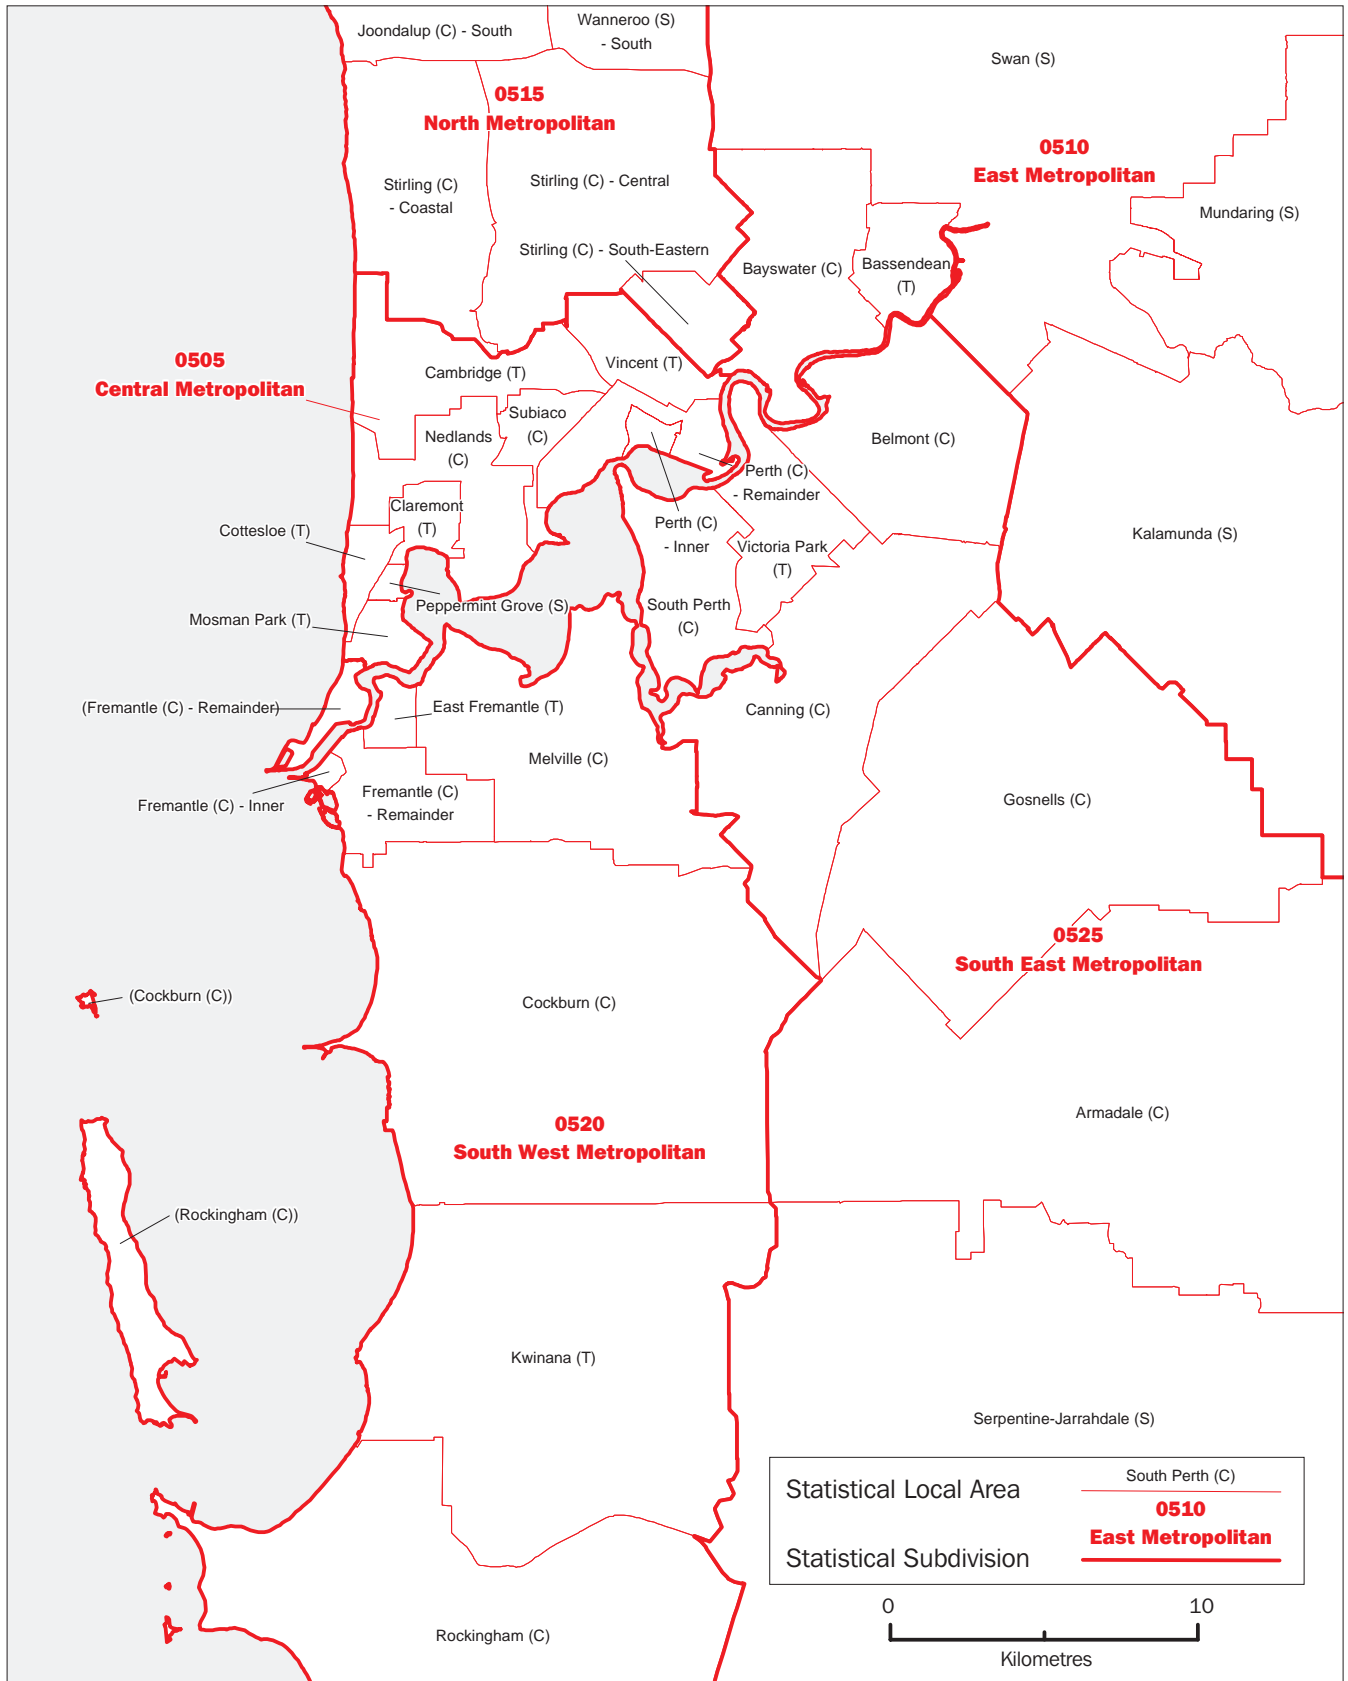 Joondalup (C) - South
Wanneroo (S)
- South
Swan (S)
0515
North Metropolitan
0510
East Metropolitan
Stirling (C)
- Coastal
Stirling (C) - Central
Mundaring (S)
Stirling (C) - South-Eastern
Bayswater (C)
Bassendean
(T)
0505
Central Metropolitan
Cambridge (T)
Vincent (T)
Subiaco
(C)
Nedlands
(C)
Belmont (C)
Perth (C)
- Remainder
Claremont
(T)
Cottesloe (T)
Perth (C)
- Inner
Victoria Park
(T)
Kalamunda (S)
Peppermint Grove (S)
South Perth
(C)
Mosman Park (T)
(Fremantle (C) - Remainder)
East Fremantle (T)
Canning (C)
Melville (C)
Fremantle (C) - Inner
Fremantle (C)
- Remainder
Gosnells (C)
0525
South East Metropolitan
(Cockburn (C))
Cockburn (C)
Armadale (C)
0520
South West Metropolitan
(Rockingham (C))
Kwinana (T)
Serpentine-Jarrahdale (S)
Statistical Local Area
South Perth (C)
0510
East Metropolitan
Statistical Subdivision
0 10
Kilometres
Rockingham (C)